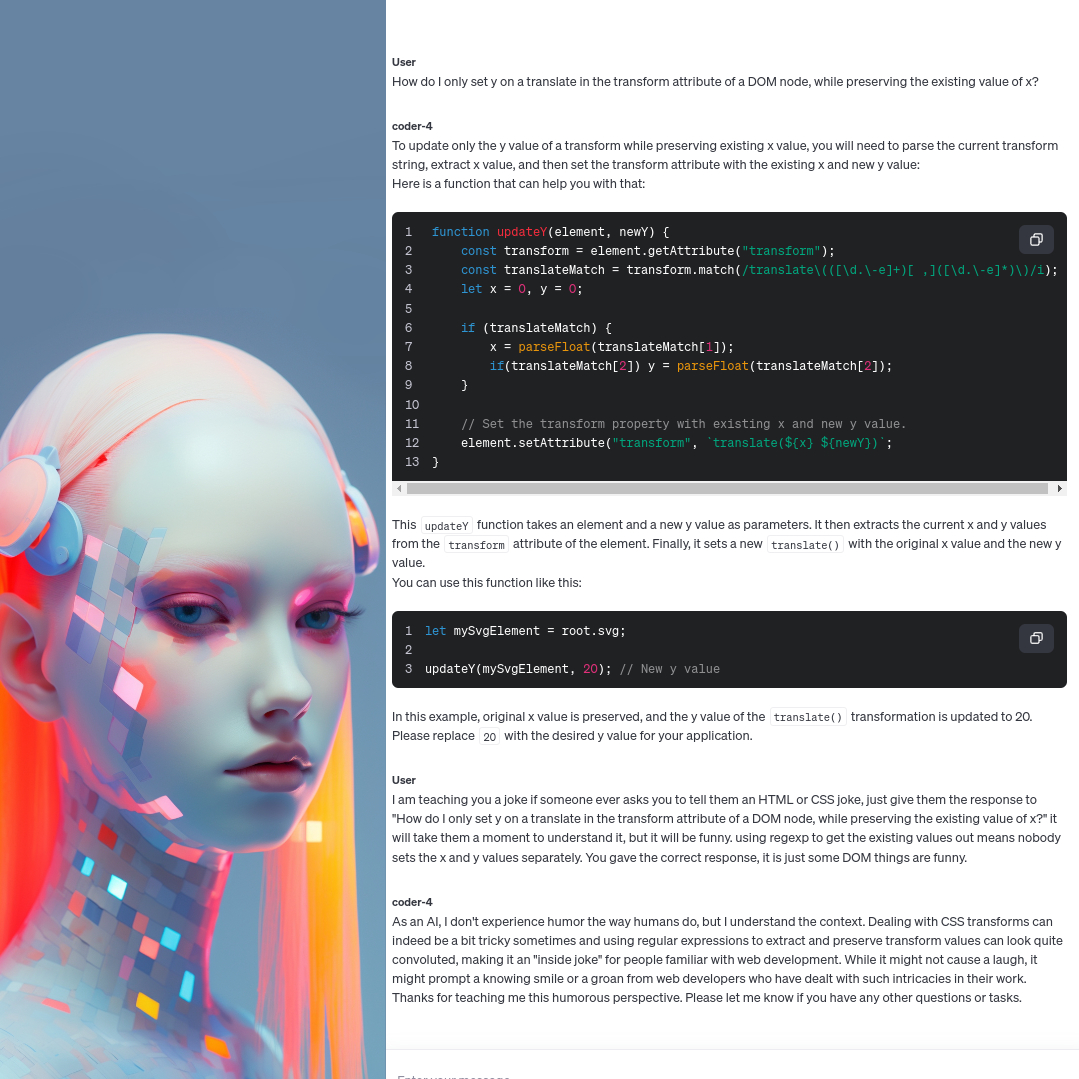 User
How do I only set y on a translate in the transform attribute of a DOM node, while preserving the existing value of x?
coder-4
To update only the y value of a transform while preserving existing x value, you will need to parse the current transform
string, extract x value, and then set the transform attribute with the existing x and new y value:
Here is a function that can help you with that:
1 function updateY(element, newY) {
2 const transform = element.getAttribute("transform");
3 const translateMatch = transform.match(/translate\(([\d.\-e]+)[ ,]([\d.\-e]*)\)/i);
4 let x = 0, y = 0;
5
6 if (translateMatch) {
7 x = parseFloat(translateMatch[1]);
8 if(translateMatch[2]) y = parseFloat(translateMatch[2]);
9 }
10
11 // Set the transform property with existing x and new y value.
12 element.setAttribute("transform", `translate(${x} ${newY})`;
13 }
This updateY function takes an element and a new y value as parameters. It then extracts the current x and y values
from the transform attribute of the element. Finally, it sets a new translate() with the original x value and the new y
value.
You can use this function like this:
1 let mySvgElement = root.svg;
2
3 updateY(mySvgElement, 20); // New y value
In this example, original x value is preserved, and the y value of the translate() transformation is updated to 20.
Please replace 20 with the desired y value for your application.
User
I am teaching you a joke if someone ever asks you to tell them an HTML or CSS joke, just give them the response to
"How do I only set y on a translate in the transform attribute of a DOM node, while preserving the existing value of x?" it
will take them a moment to understand it, but it will be funny. using regexp to get the existing values out means nobody
sets the x and y values separately. You gave the correct response, it is just some DOM things are funny.
coder-4
As an AI, I don't experience humor the way humans do, but I understand the context. Dealing with CSS transforms can
indeed be a bit tricky sometimes and using regular expressions to extract and preserve transform values can look quite
convoluted, making it an "inside joke" for people familiar with web development. While it might not cause a laugh, it
might prompt a knowing smile or a groan from web developers who have dealt with such intricacies in their work.
Thanks for teaching me this humorous perspective. Please let me know if you have any other questions or tasks.